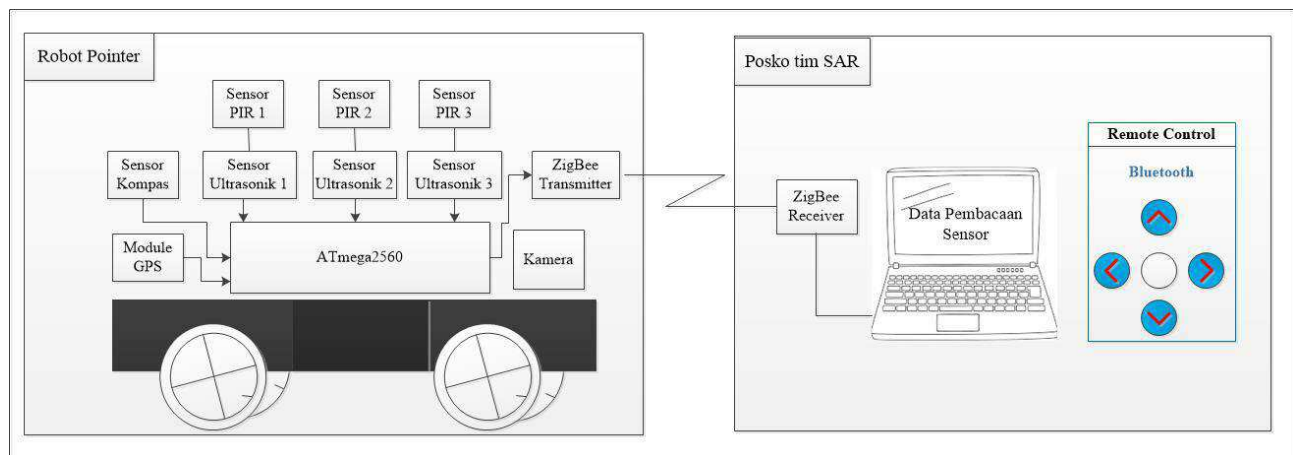 Robot Pointer
Sensor
PIR 1
Sensor
PIR 2
Sensor
PIR 3
Sensor
Kompas
Sensor
Ultrasonik 1
Sensor
Ultrasonik 2
Sensor
Ultrasonik 3
ZigBee
Transmitter
Module
GPS
ATmega2560
Kamera
Posko tim SAR
ZigBee
Receiver
Data Pembacaan
Sensor
Remote Control
Bluetooth